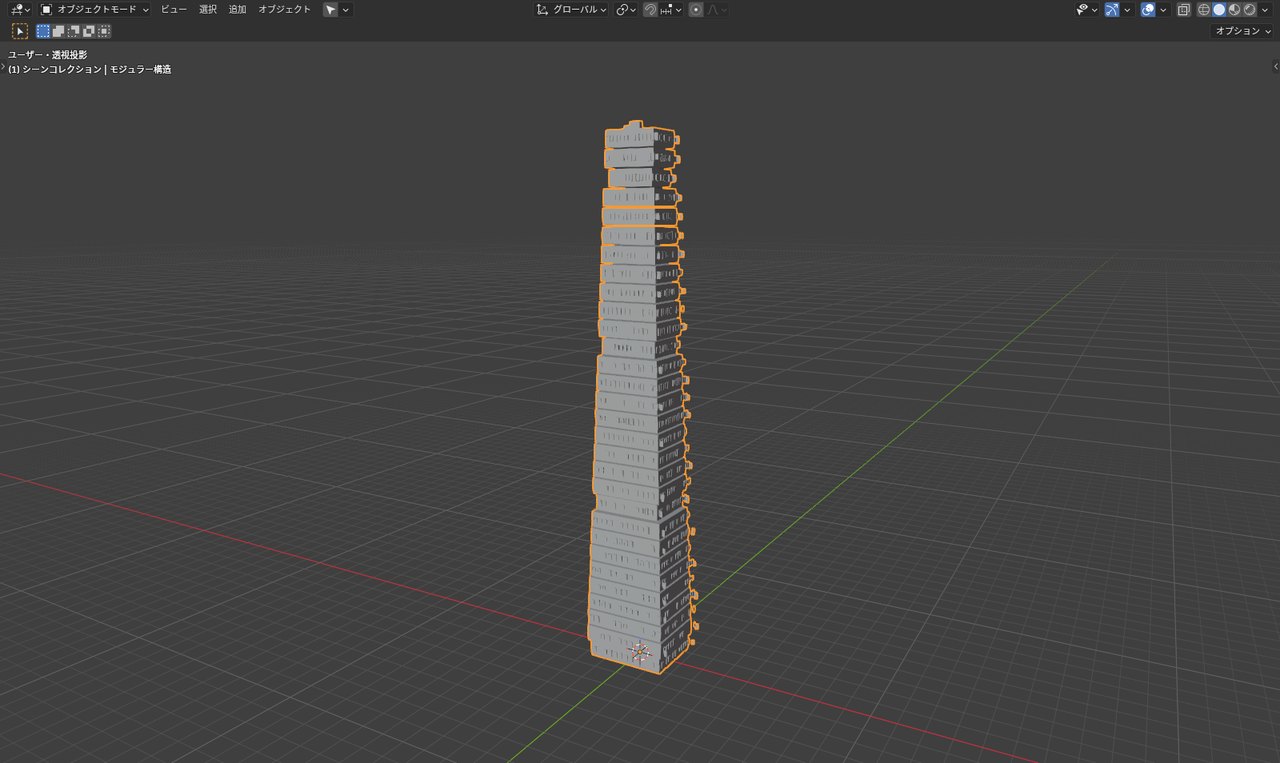 オブジェクトモード ビュー 選択 追加 オブジェクト グローバル
オプション
ユーザー・透視投影
(1) シーンコレクション | モジュラー構造